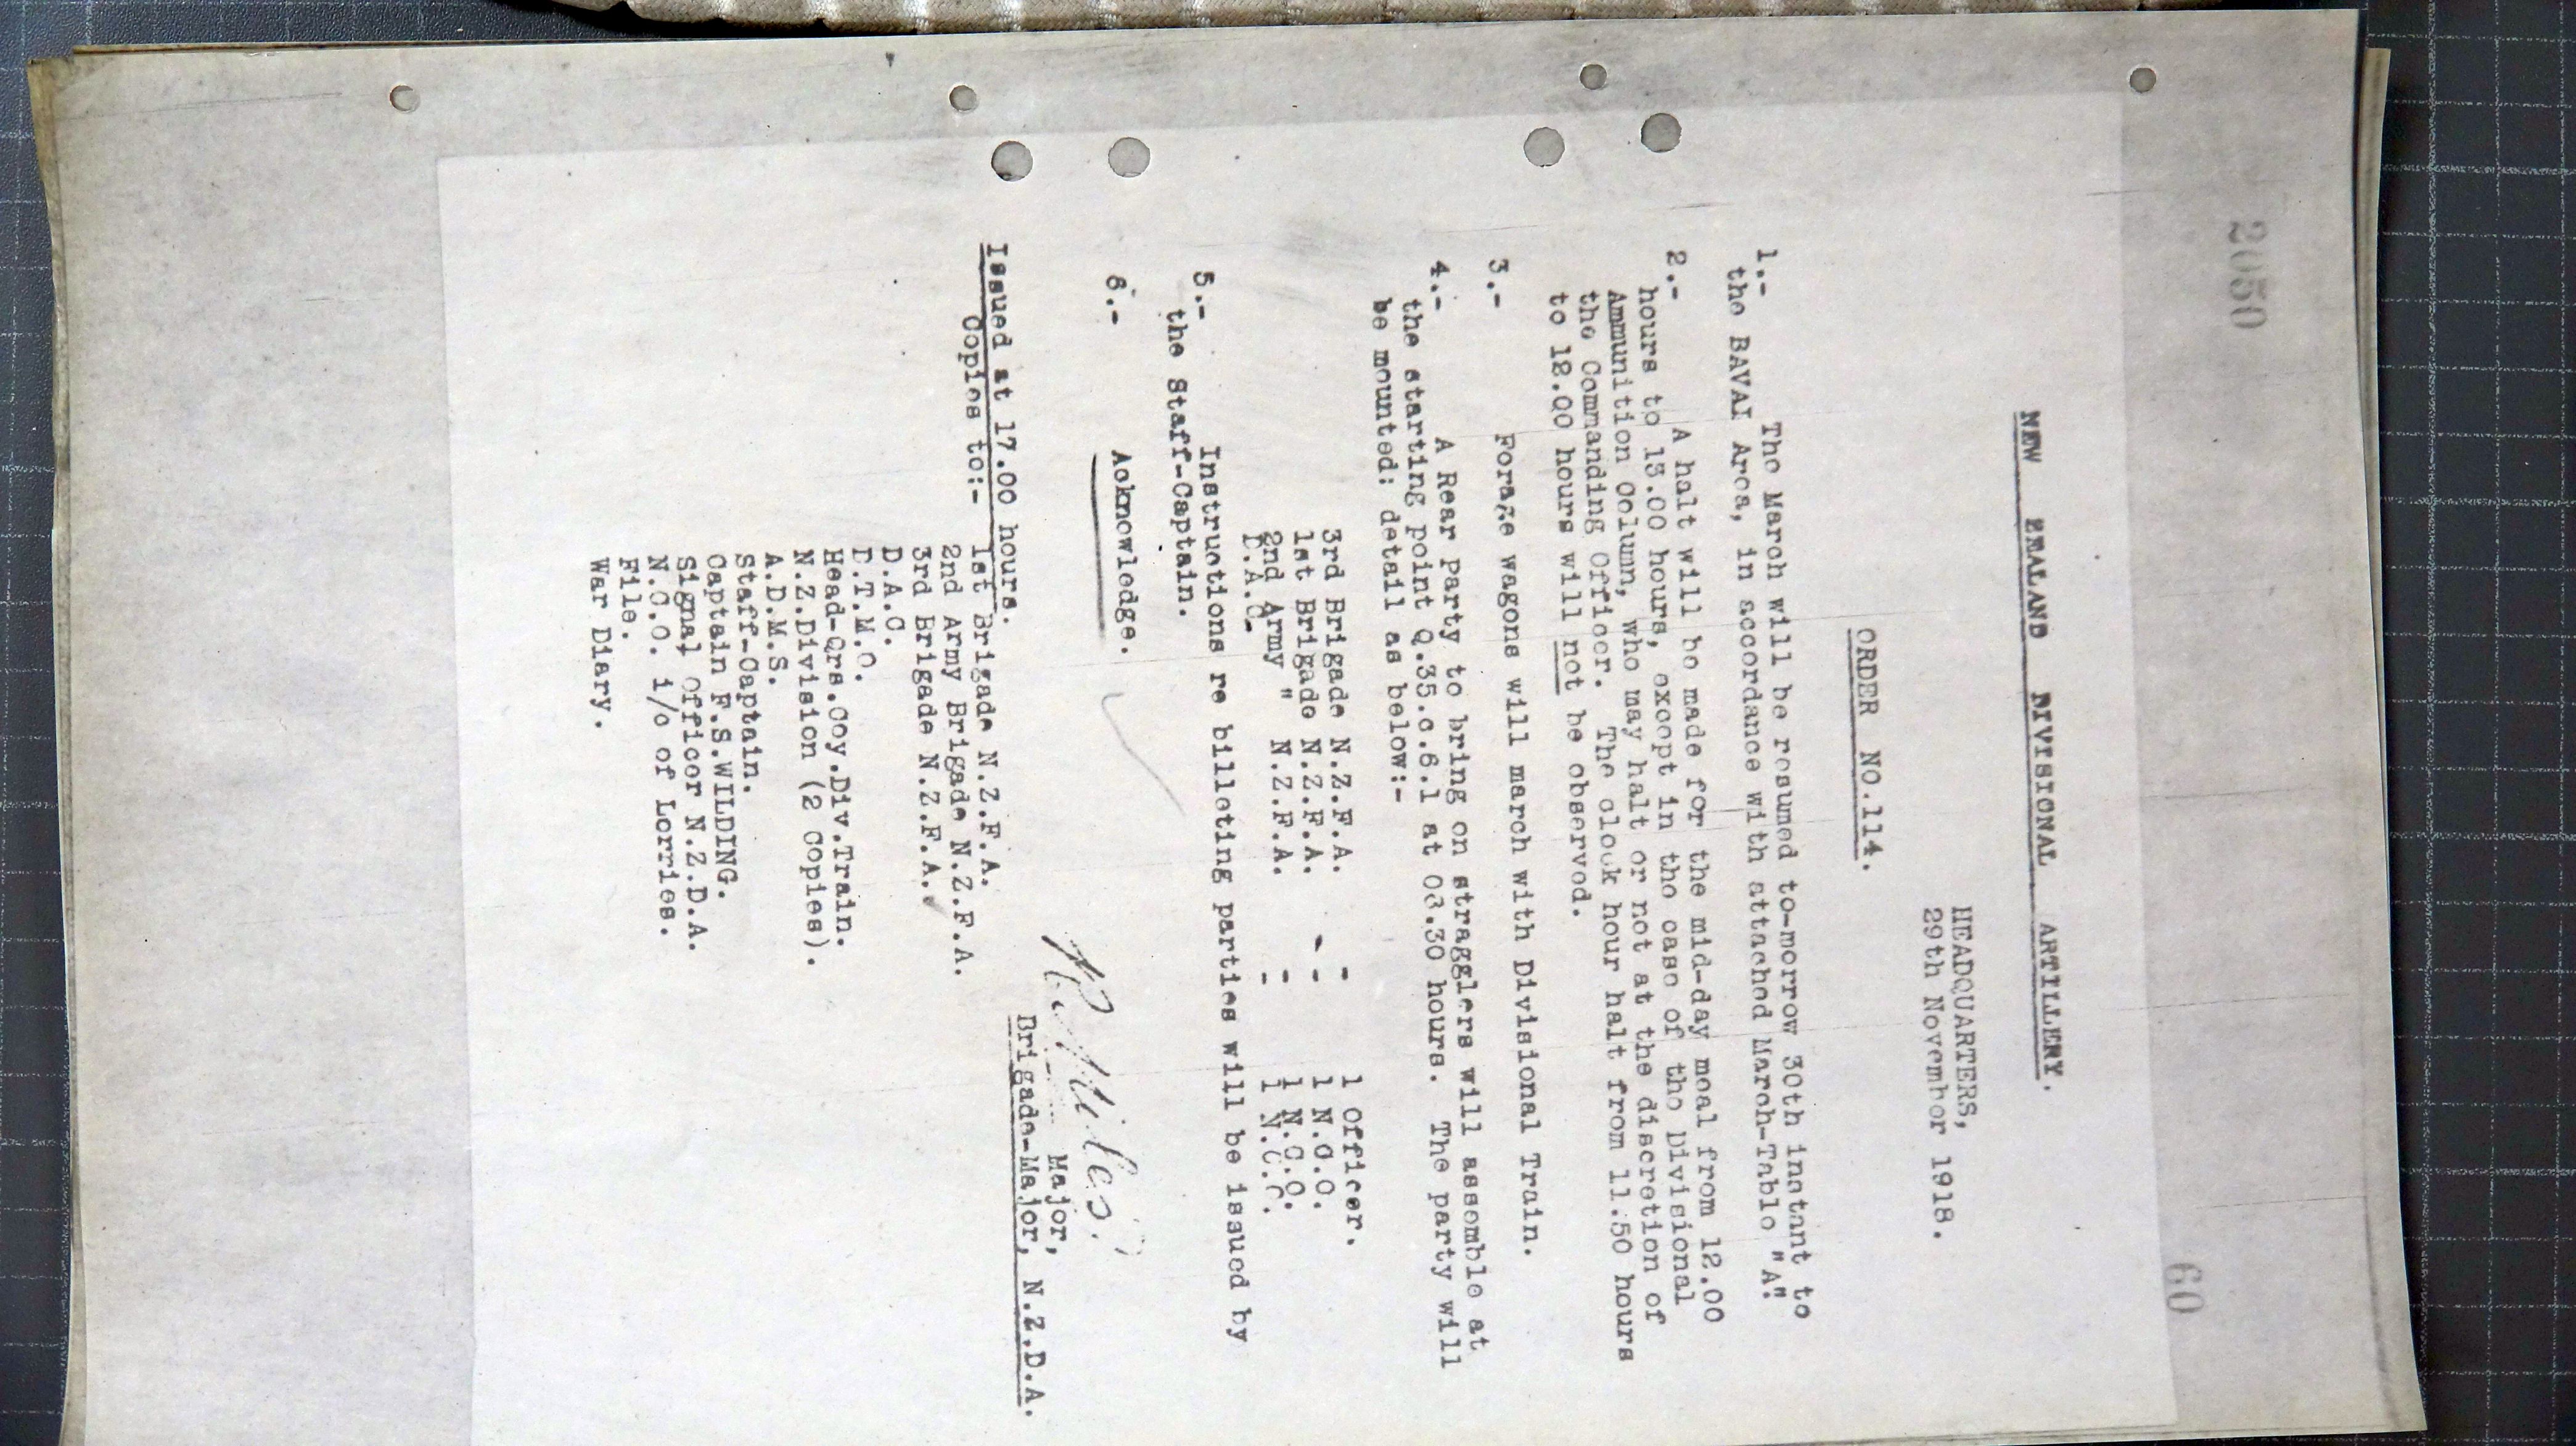 2050
60
NEW ZEALAND DIVISIONAL ARTILLERY.
HEADQUARTERS,
29th November 1918.
ORDER NO.114.
1.- The March will be resumed to-morrow 30th instant to
the BAVAI Area, in accordance with attached March-Table "A".
2.- A halt will be made for the mid-day meal from 12.00
hours to 13.00 hours, except in the case of the Divisional
Ammunition Column, who may halt or not at the discretion of
the Commanding Officer. The clock hour halt from 11.50 hours
to 12.00 hours will not be observed.
3.- Forage wagons will march with Divisional Train.
4.- A Rear party to bring on stragglers will assemble at
the starting point Q.35.c.6.1 at 08.30 hours. The party will
be mounted: detail as below:-
3rd Brigade N.Z.F.A. - 1 Officer.
1st Brigade N.Z.F.A. - - 1 N.C.O.
2nd Army " N.Z.F.A. - 1 N.C.O.
D.A.C. - 1 N.C.O.
5.- Instructions re billeting parties will be issued by
the Staff-Captain.
6.- Acknowledge.
Major,
Brigade-Major, N.Z.D.A.
Issued at 17.00 hours.
Copies to:- 1st Brigade N.Z.F.A.
2nd Army Brigade N.Z.F.A.
3rd Brigade N.Z.F.A.
D.A.C.
D.T.M.O.
Head-Qrs.Coy.Div.Train.
N.Z.Division (2 Copies).
A.D.M.S.
Staff-Captain.
Captain F.S.WILDING.
Signal Officer N.Z.D.A.
N.C.O. i/c of Lorries.
File.
War Diary.